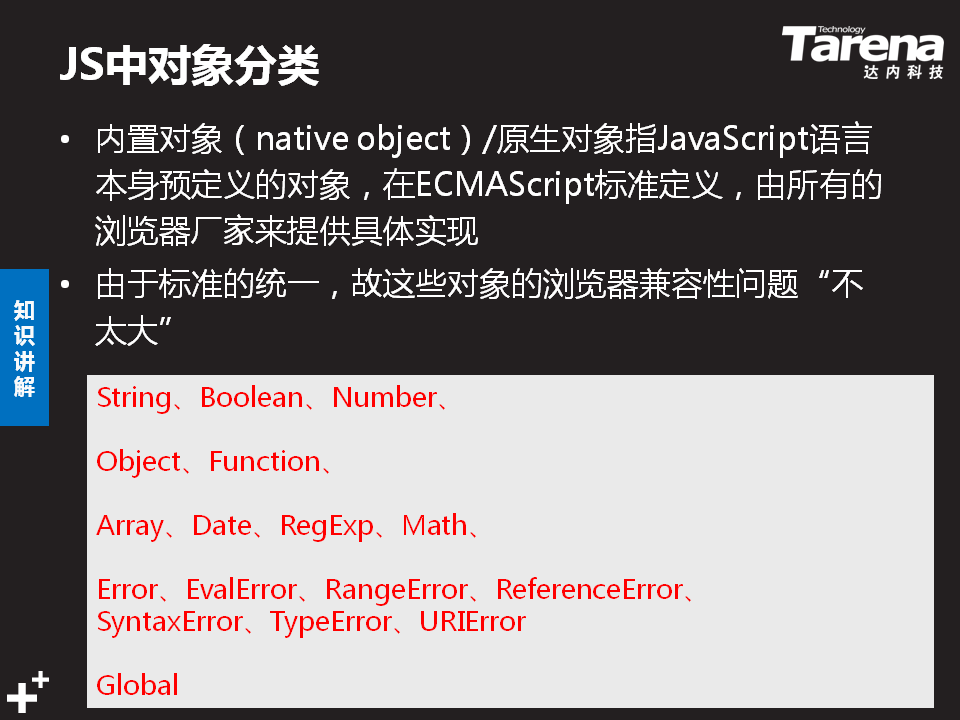 JS中对象分类
Technology
Tarena
达内科技
• 内置对象（native object）/原生对象指JavaScript语言
本身预定义的对象，在ECMAScript标准定义，由所有的
浏览器厂家来提供具体实现
• 由于标准的统一，故这些对象的浏览器兼容性问题“不
太大”
知识讲解
String、Boolean、Number、
Object、Function、
Array、Date、RegExp、Math、
Error、EvalError、RangeError、ReferenceError、
SyntaxError、TypeError、URIError
Global